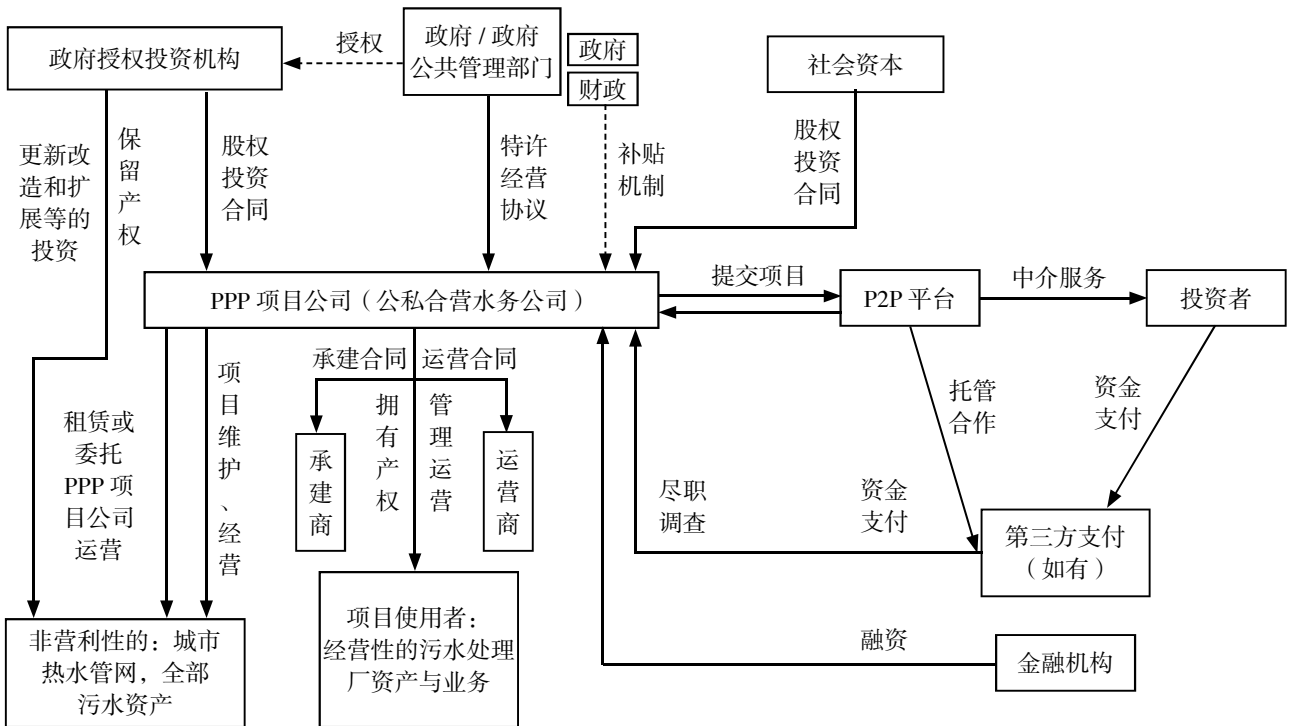 政府授权投资机构
授权
政府 / 政府
公共管理部门
政府
财政
社会资本
更新改
造和扩
展等的
投资
保
留
产
权
股权
投资
合同
特许
经营
协议
补贴
机制
股权
投资
合同
PPP 项目公司（公私合营水务公司）
提交项目
P2P 平台
中介服务
投资者
租赁或
委托
PPP 项
目公司
运营
项
目
维
护
、
经
营
承建合同
运营合同
拥
有
产
权
管
理
运
营
承
建
商
运
营
商
托管
合作
资金
支付
尽职
调查
资金
支付
第三方支付
（如有）
非营利性的：城市
热水管网，全部
污水资产
项目使用者：
经营性的污水处理
厂资产与业务
融资
金融机构